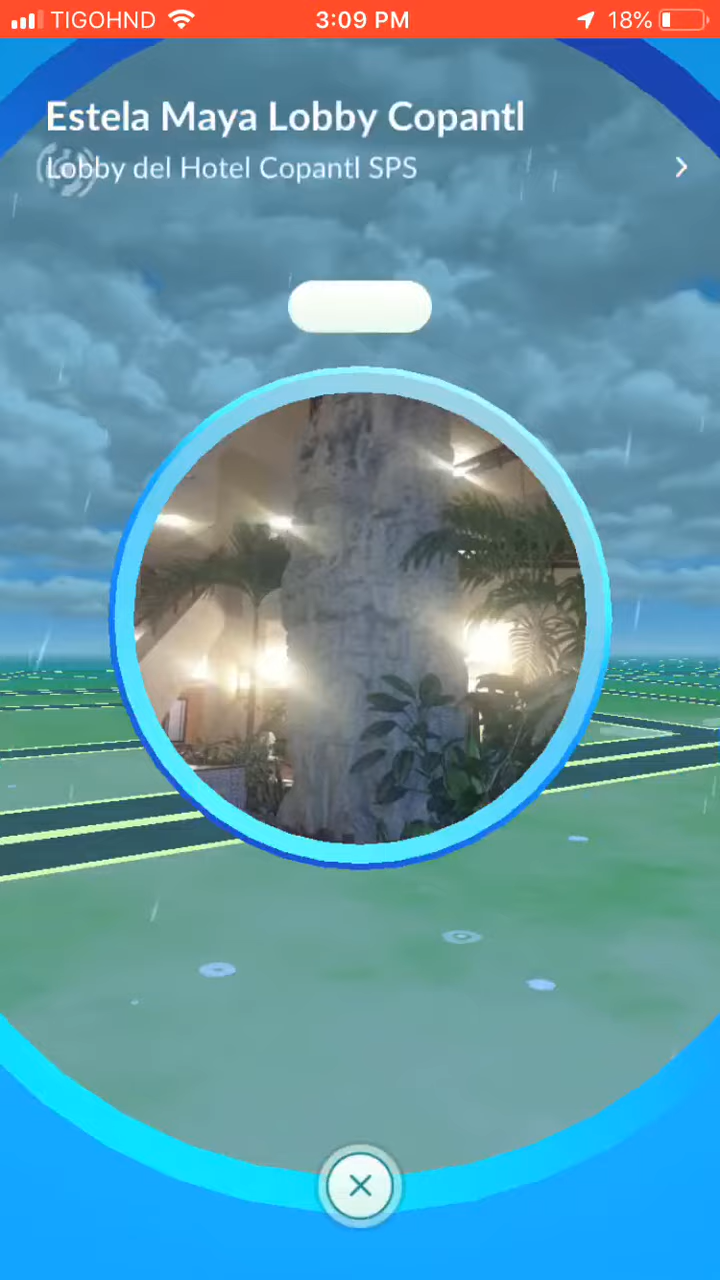 TIGOHND
3:09 PM
18%
Estela Maya Lobby Copantl
Lobby del Hotel Copantl SPS